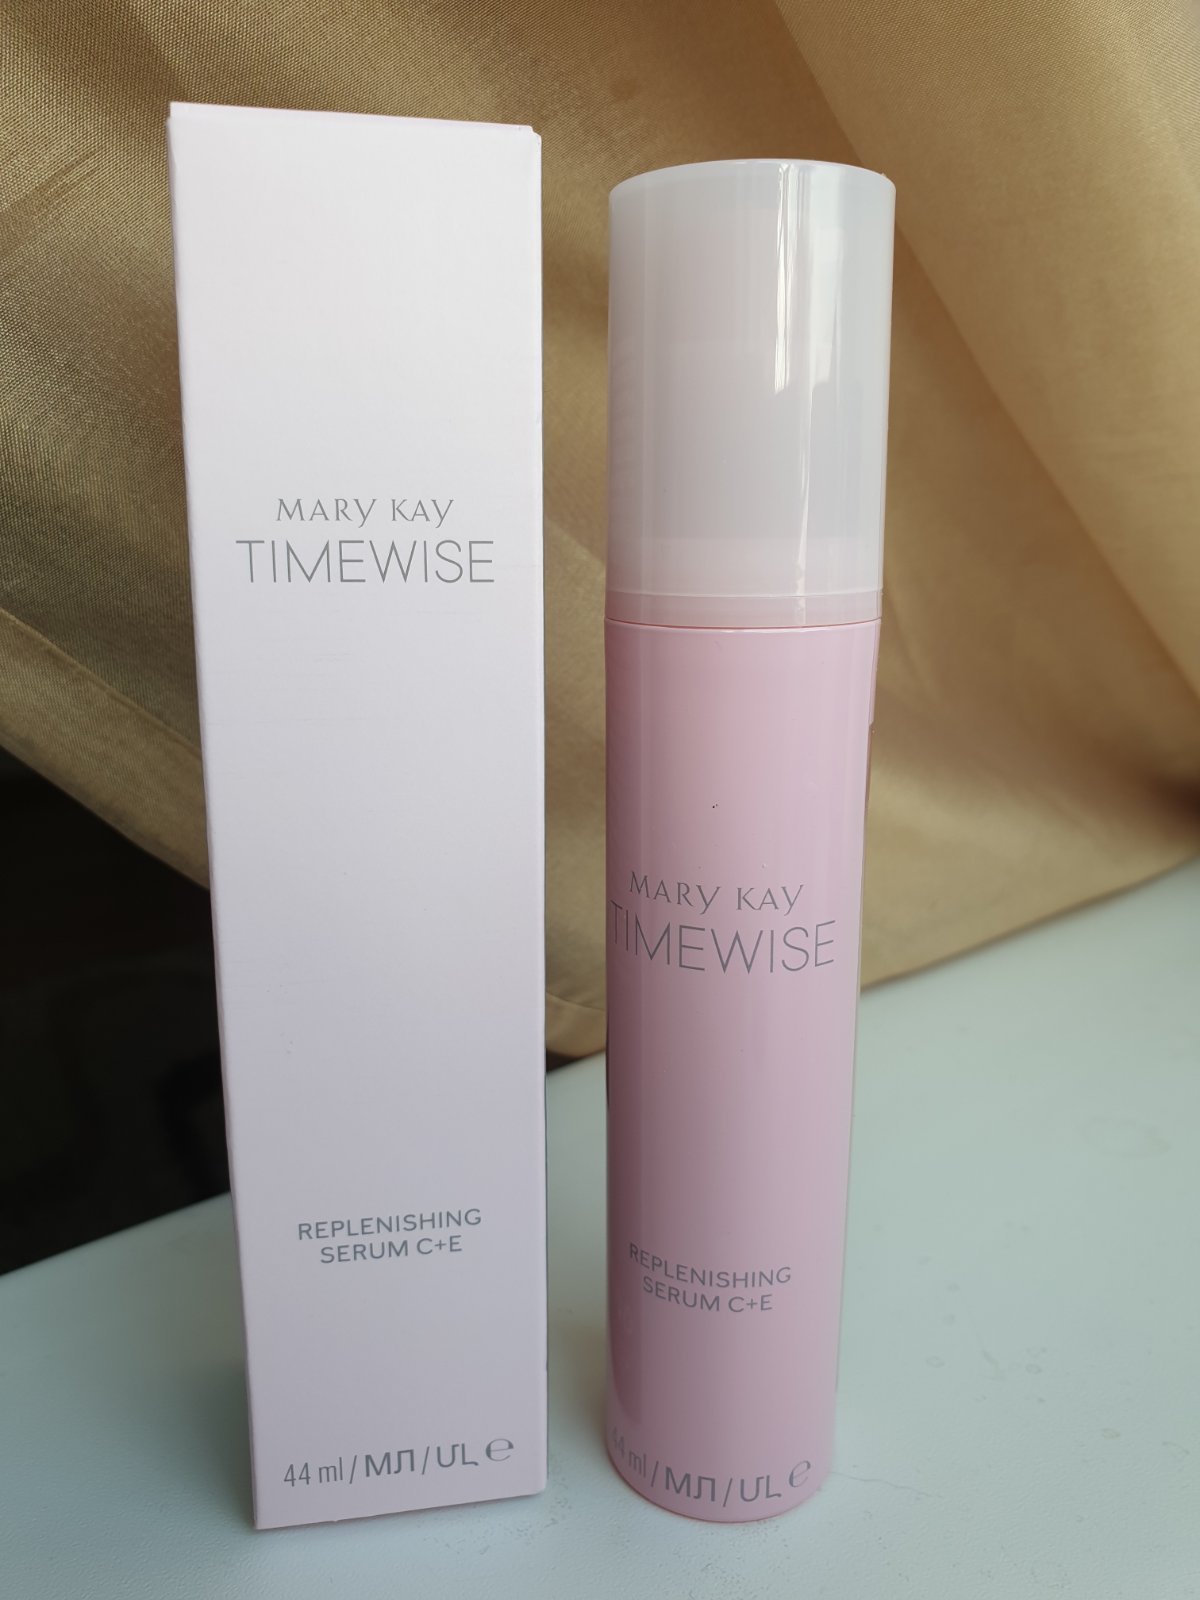 MARY KAY
TIMEWISE
REPLENISHING
SERUM C+E
44 ml / МЛ / ՄԼ ℮
MARY KAY
TIMEWISE
REPLENISHING
SERUM C+E
44 ml / МЛ / ՄԼ ℮